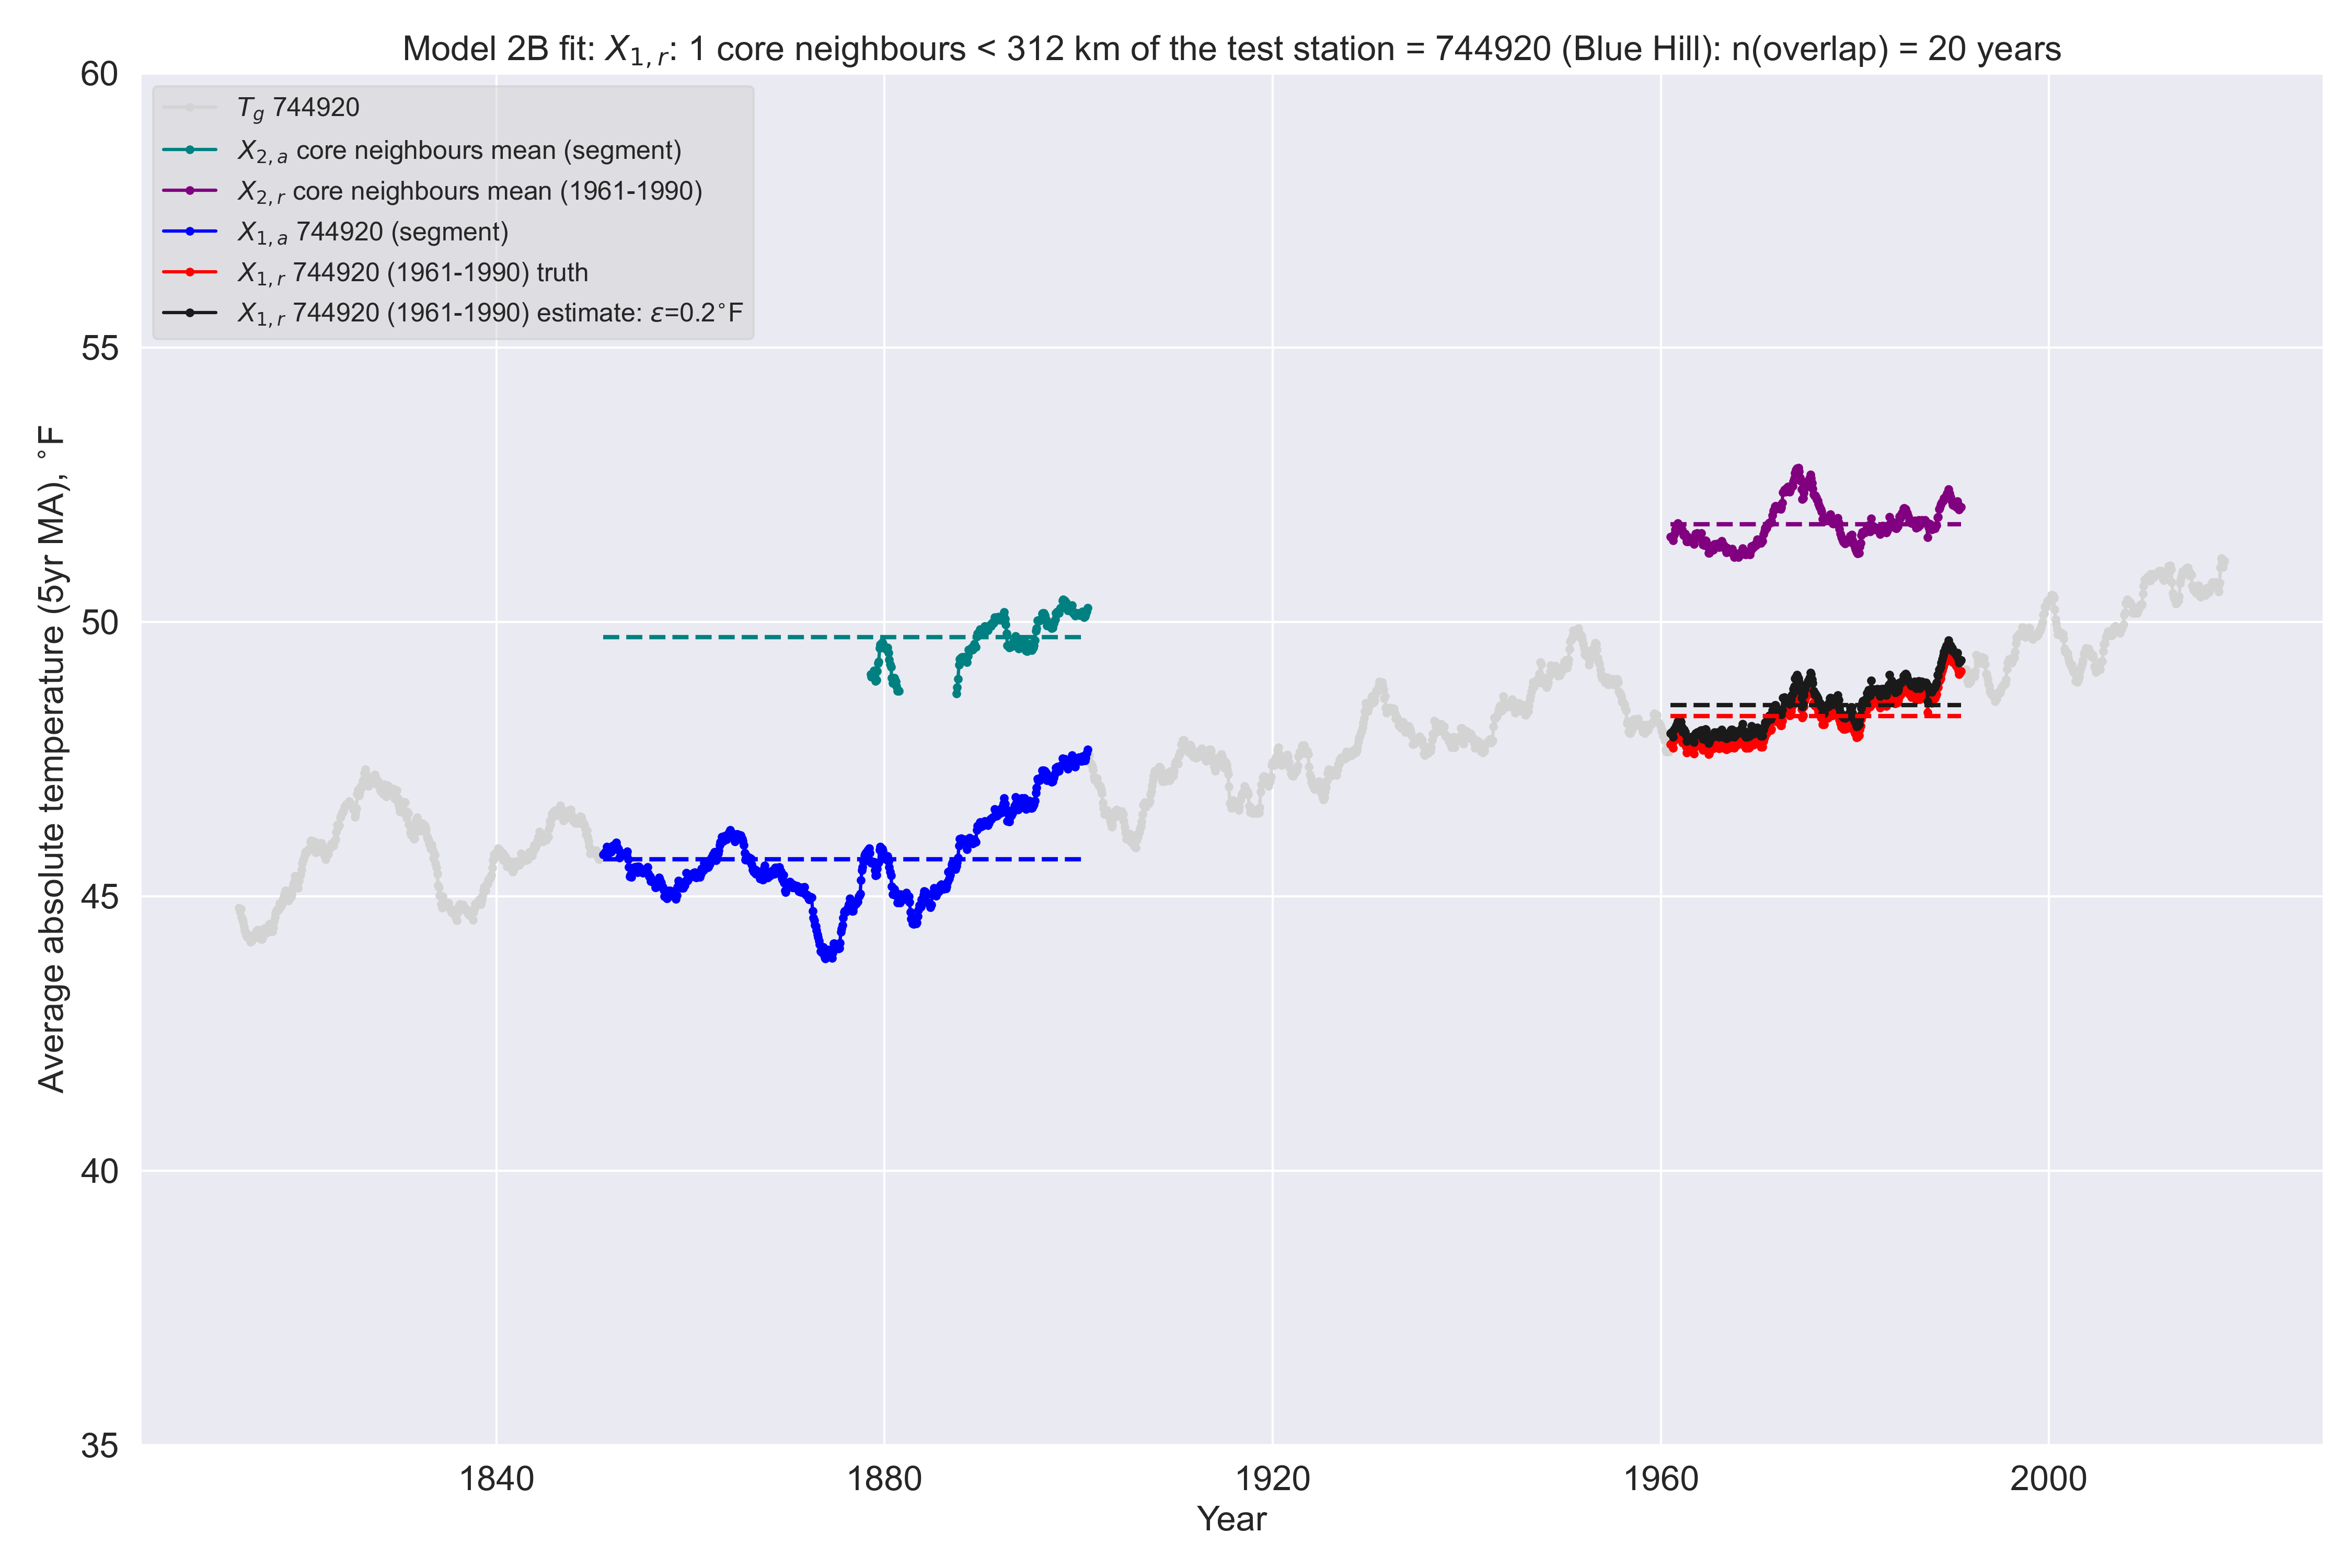 Model 2B fit: X1,r: 1 core neighbours < 312 km of the test station = 744920 (Blue Hill): n(overlap) = 20 years
Tg 744920
X2,a core neighbours mean (segment)
X2,r core neighbours mean (1961-1990)
X1,a 744920 (segment)
X1,r 744920 (1961-1990) truth
X1,r 744920 (1961-1990) estimate: ε=0.2°F
Average absolute temperature (5yr MA), °F
60
55
50
45
40
35
1840
1880
1920
1960
2000
Year